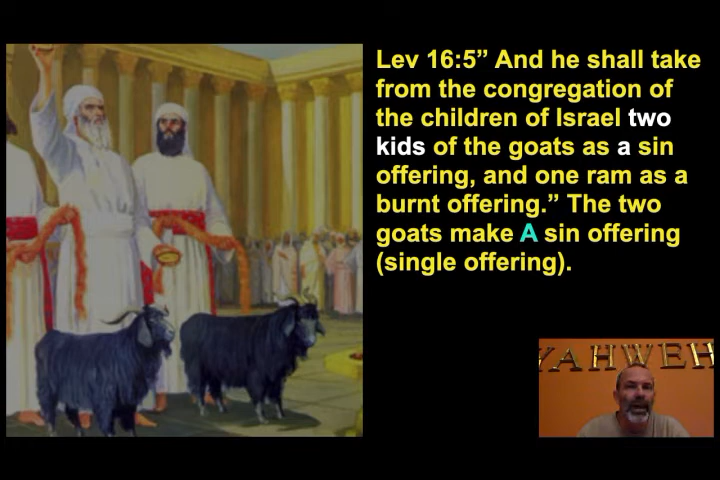 Lev 16:5” And he shall take
from the congregation of
the children of Israel two
kids of the goats as a sin
offering, and one ram as a
burnt offering.” The two
goats make A sin offering
(single offering).
YAHWEH